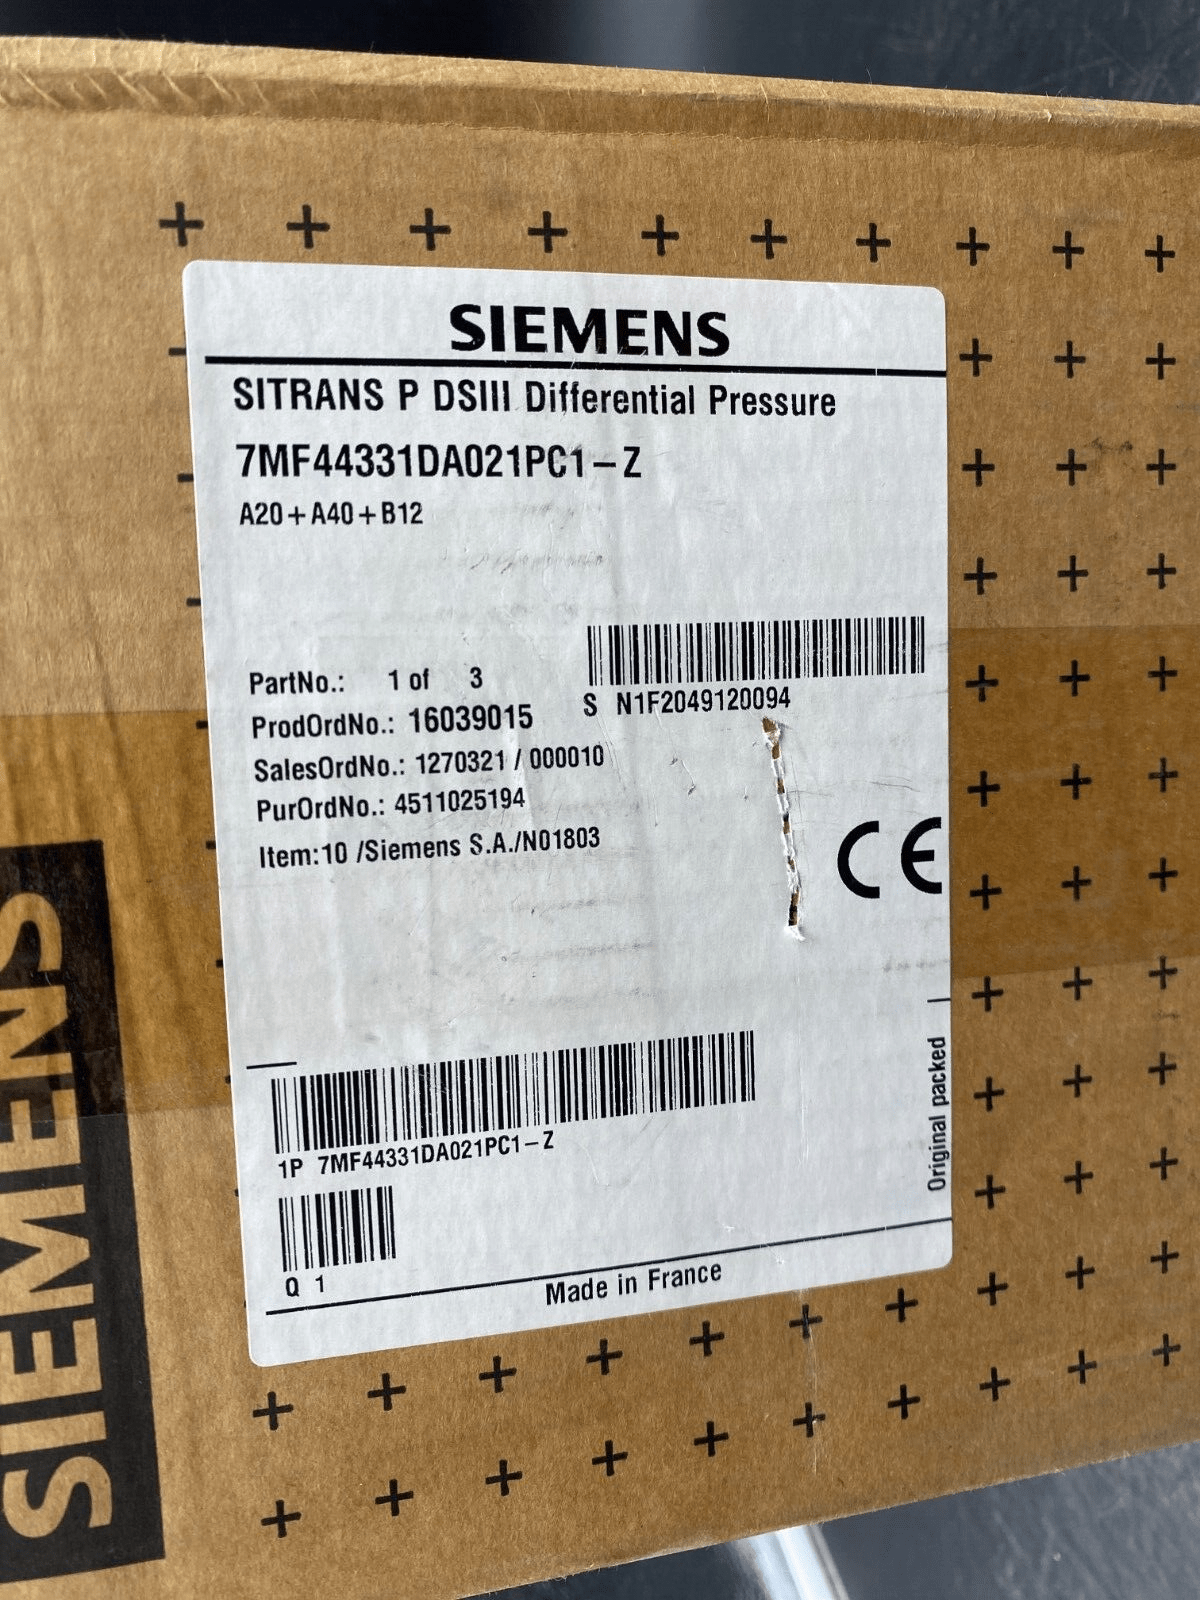 SIEMENS
SITRANS P DSIII Differential Pressure
7MF44331DA021PC1-Z
A20+A40+B12
PartNo.: 1 of 3
S N1F2049120094
ProdOrdNo.: 16039015
SalesOrdNo.: 1270321 / 000010
PurOrdNo.: 4511025194
Item:10 /Siemens S.A./N01803
CE
Original packed
1P 7MF44331DA021PC1-Z
Q 1
Made in France
SIEMENS